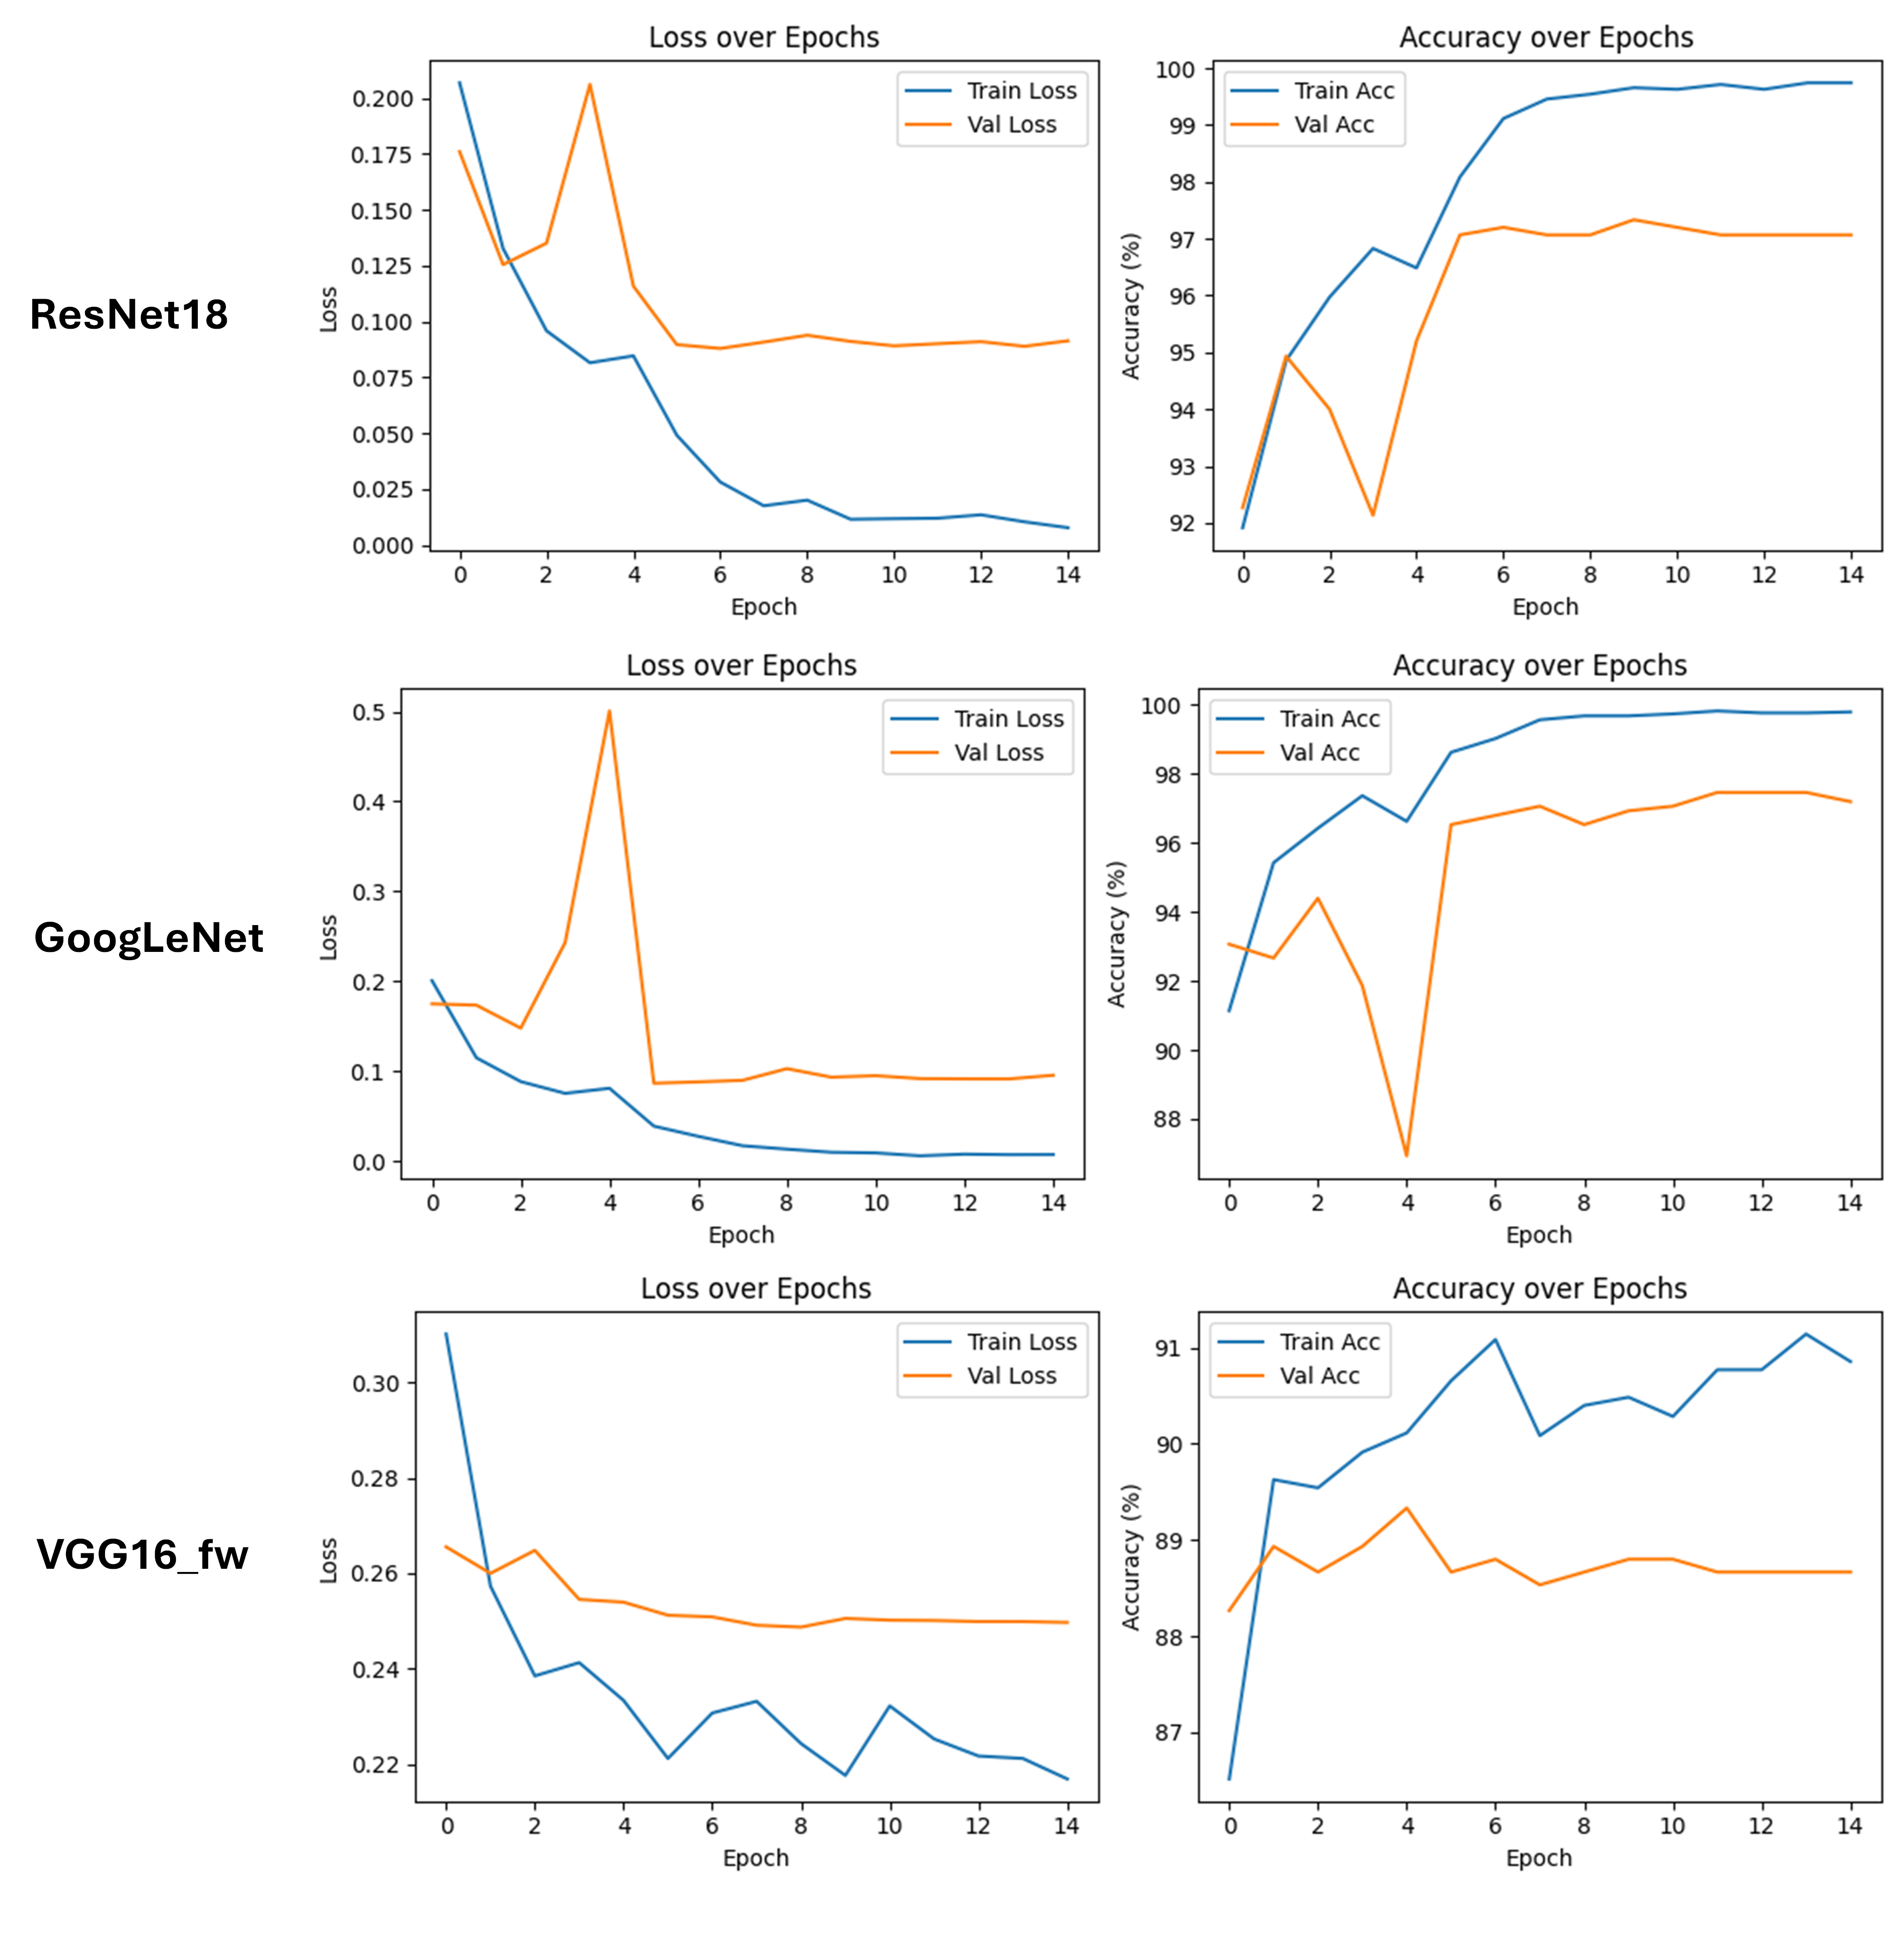 ResNet18
Loss over Epochs
Train Loss
Val Loss
Loss
0.200
0.175
0.150
0.125
0.100
0.075
0.050
0.025
0.000
0 2 4 6 8 10 12 14
Epoch
Accuracy over Epochs
Train Acc
Val Acc
Accuracy (%)
100
99
98
97
96
95
94
93
92
0 2 4 6 8 10 12 14
Epoch
GoogLeNet
Loss over Epochs
Train Loss
Val Loss
Loss
0.5
0.4
0.3
0.2
0.1
0.0
0 2 4 6 8 10 12 14
Epoch
Accuracy over Epochs
Train Acc
Val Acc
Accuracy (%)
100
98
96
94
92
90
88
0 2 4 6 8 10 12 14
Epoch
VGG16_fw
Loss over Epochs
Train Loss
Val Loss
Loss
0.30
0.28
0.26
0.24
0.22
0 2 4 6 8 10 12 14
Epoch
Accuracy over Epochs
Train Acc
Val Acc
Accuracy (%)
91
90
89
88
87
0 2 4 6 8 10 12 14
Epoch